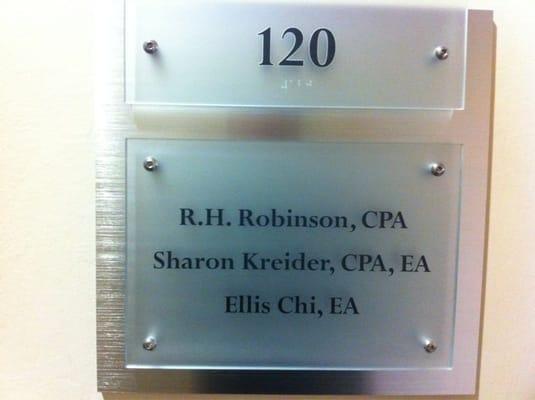 120
R.H. Robinson, CPA
Sharon Kreider, CPA, EA
Ellis Chi, EA